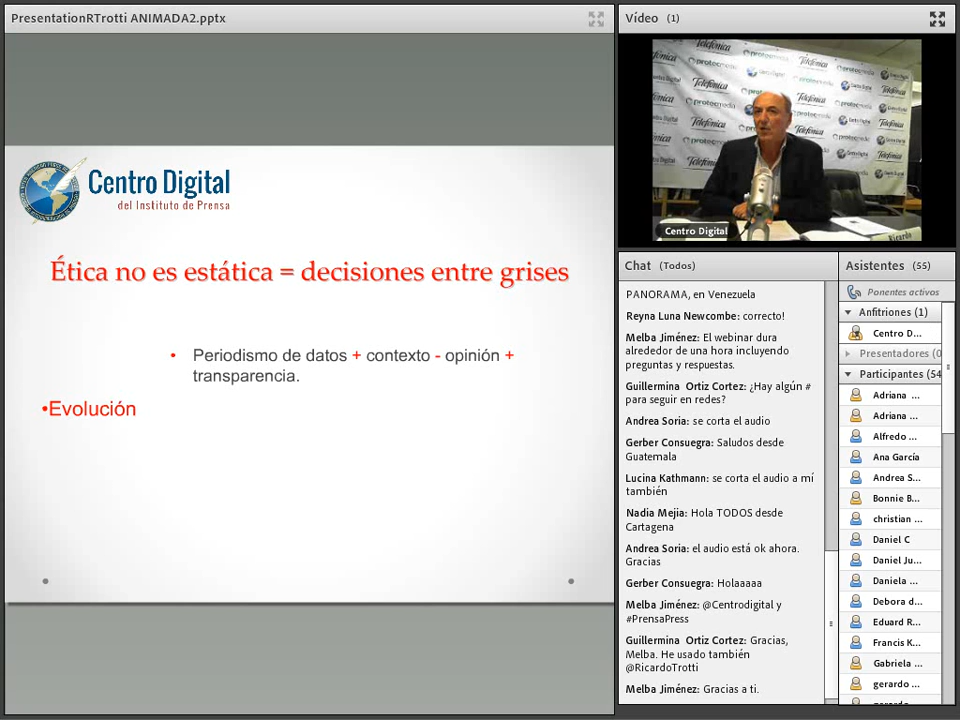 PresentationRTrotti ANIMADA2.pptx
Centro Digital
del Instituto de Prensa
Ética no es estática = decisiones entre grises
• Periodismo de datos + contexto - opinión +
transparencia.
•Evolución
Vídeo (1)
Telefónica
protecmedia
Centro Digital
Telefónica
Ricardo
Centro Digital
Chat (Todos)
PANORAMA, en Venezuela
Reyna Luna Newcombe: correcto!
Melba Jiménez: El webinar dura
alrededor de una hora incluyendo
preguntas y respuestas.
Guillermina Ortiz Cortez: ¿Hay algún #
para seguir en redes?
Andrea Soria: se corta el audio
Gerber Consuegra: Saludos desde
Guatemala
Lucina Kathmann: se corta el audio a mí
también
Nadia Mejia: Hola TODOS desde
Cartagena
Andrea Soria: el audio está ok ahora.
Gracias
Gerber Consuegra: Holaaaaa
Melba Jiménez: @Centrodigital y
#PrensaPress
Guillermina Ortiz Cortez: Gracias,
Melba. He usado también
@RicardoTrotti
Melba Jiménez: Gracias a ti.
Asistentes (55)
Ponentes activos
Anfitriones (1)
Centro D...
Presentadores (0
Participantes (54
Adriana ...
Adriana ...
Alfredo ...
Ana García
Andrea S...
Bonnie B...
christian ...
Daniel C
Daniel Ju...
Daniela ...
Debora d...
Eduard R...
Francis K...
Gabriela ...
gerardo ...